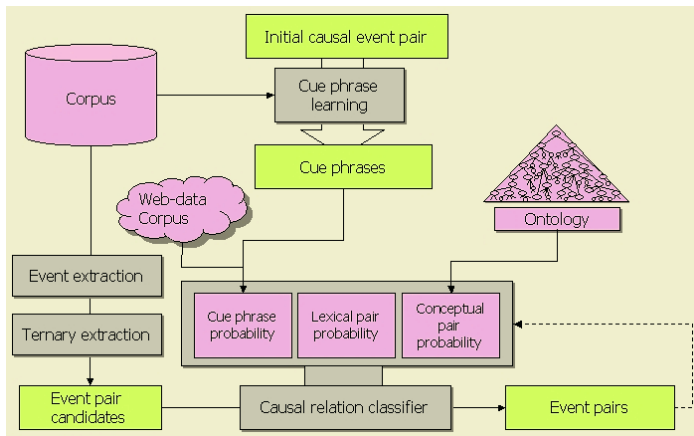 Initial causal event pair
Corpus
Cue phrase
learning
Cue phrases
Web-data
Corpus
Ontology
Event extraction
Cue phrase
probability
Lexical pair
probability
Conceptual
pair
probability
Ternary extraction
Event pair
candidates
Causal relation classifier
Event pairs